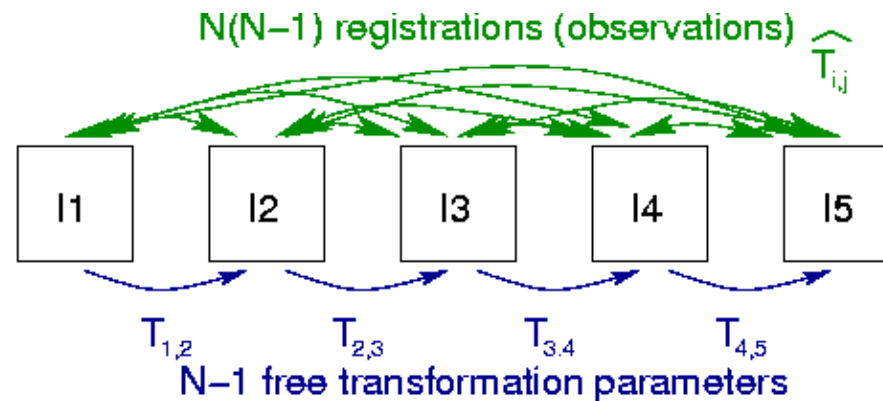 N(N−1) registrations (observations) T̂i,j
I1 I2 I3 I4 I5
T1,2 T2,3 T3.4 T4,5
N−1 free transformation parameters